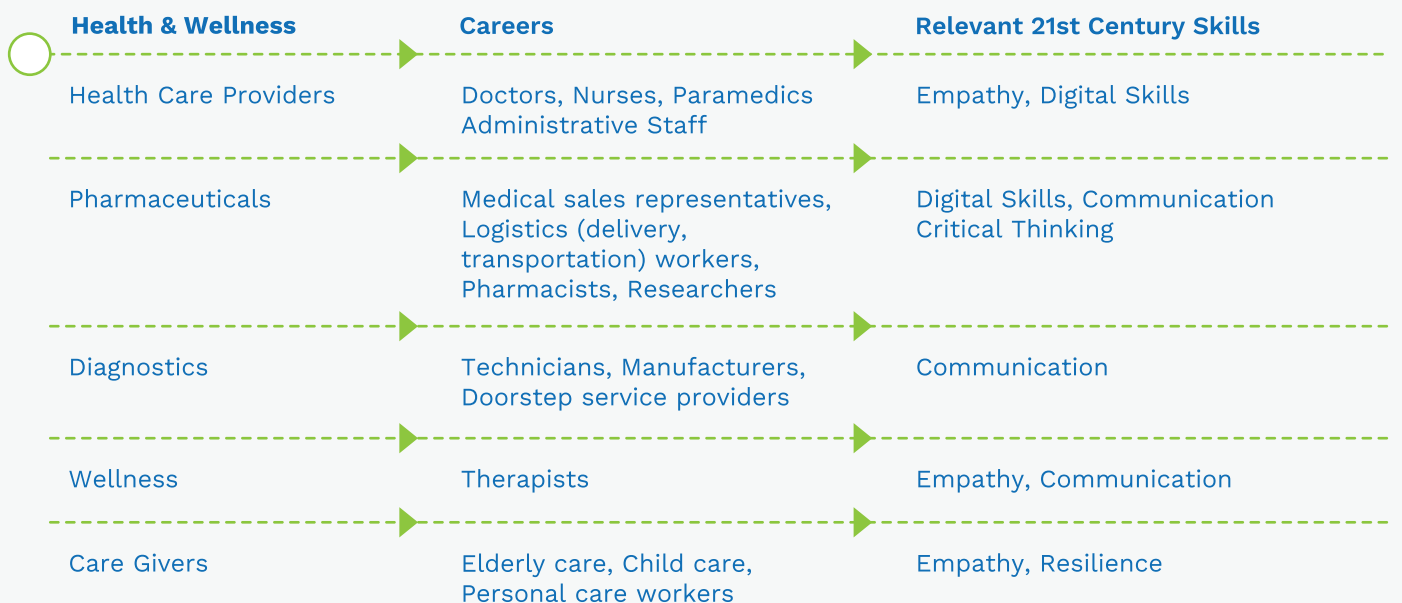 Health & Wellness Careers Relevant 21st Century Skills
Health Care Providers Doctors, Nurses, Paramedics Empathy, Digital Skills
Administrative Staff
Pharmaceuticals Medical sales representatives, Digital Skills, Communication
Logistics (delivery, Critical Thinking
transportation) workers,
Pharmacists, Researchers
Diagnostics Technicians, Manufacturers, Communication
Doorstep service providers
Wellness Therapists Empathy, Communication
Care Givers Elderly care, Child care, Empathy, Resilience
Personal care workers